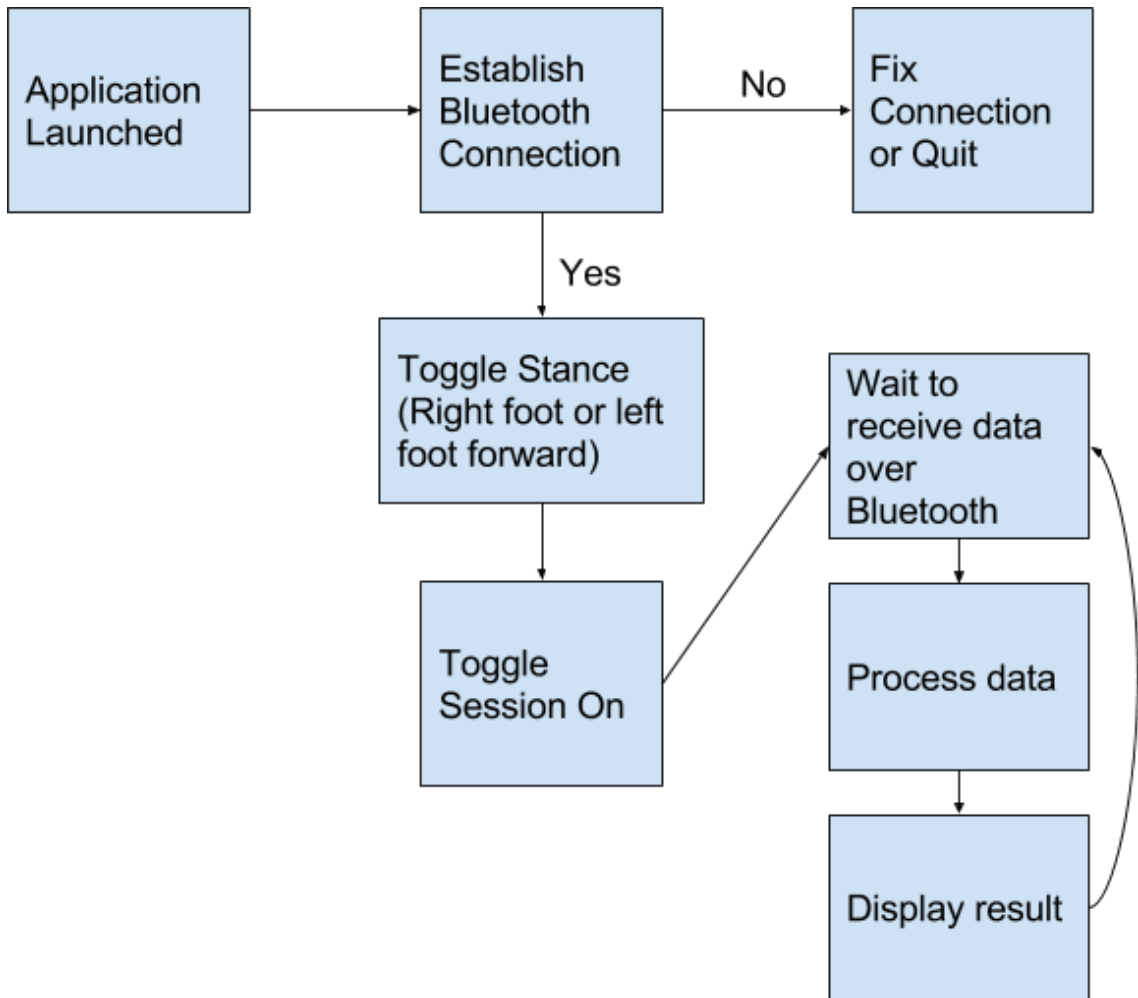 Application
Launched
Establish
Bluetooth
Connection
No
Fix
Connection
or Quit
Yes
Toggle Stance
(Right foot or left
foot forward)
Toggle
Session On
Wait to
receive data
over
Bluetooth
Process data
Display result